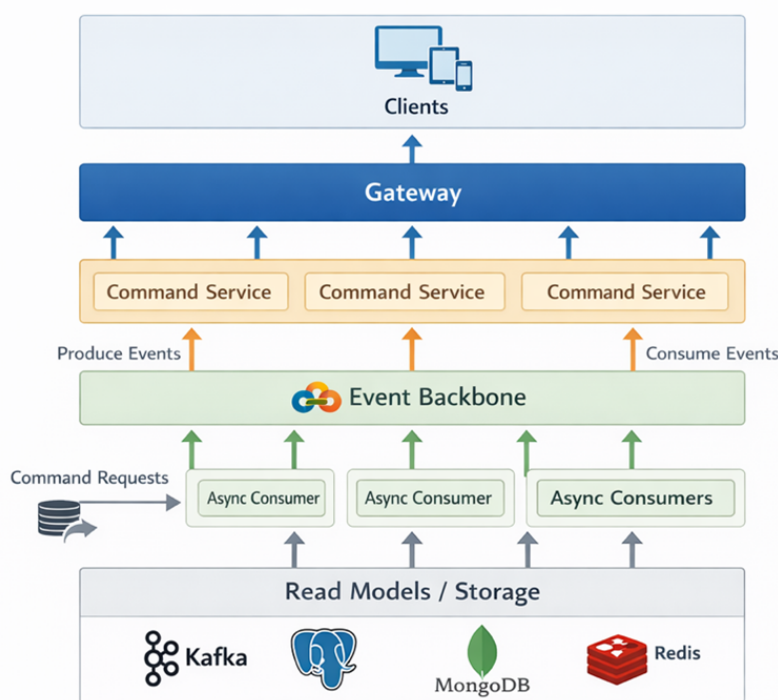 Clients
Gateway
Command Service
Command Service
Command Service
Produce Events
Consume Events
Event Backbone
Command Requests
Async Consumer
Async Consumer
Async Consumers
Read Models / Storage
Kafka
MongoDB
Redis